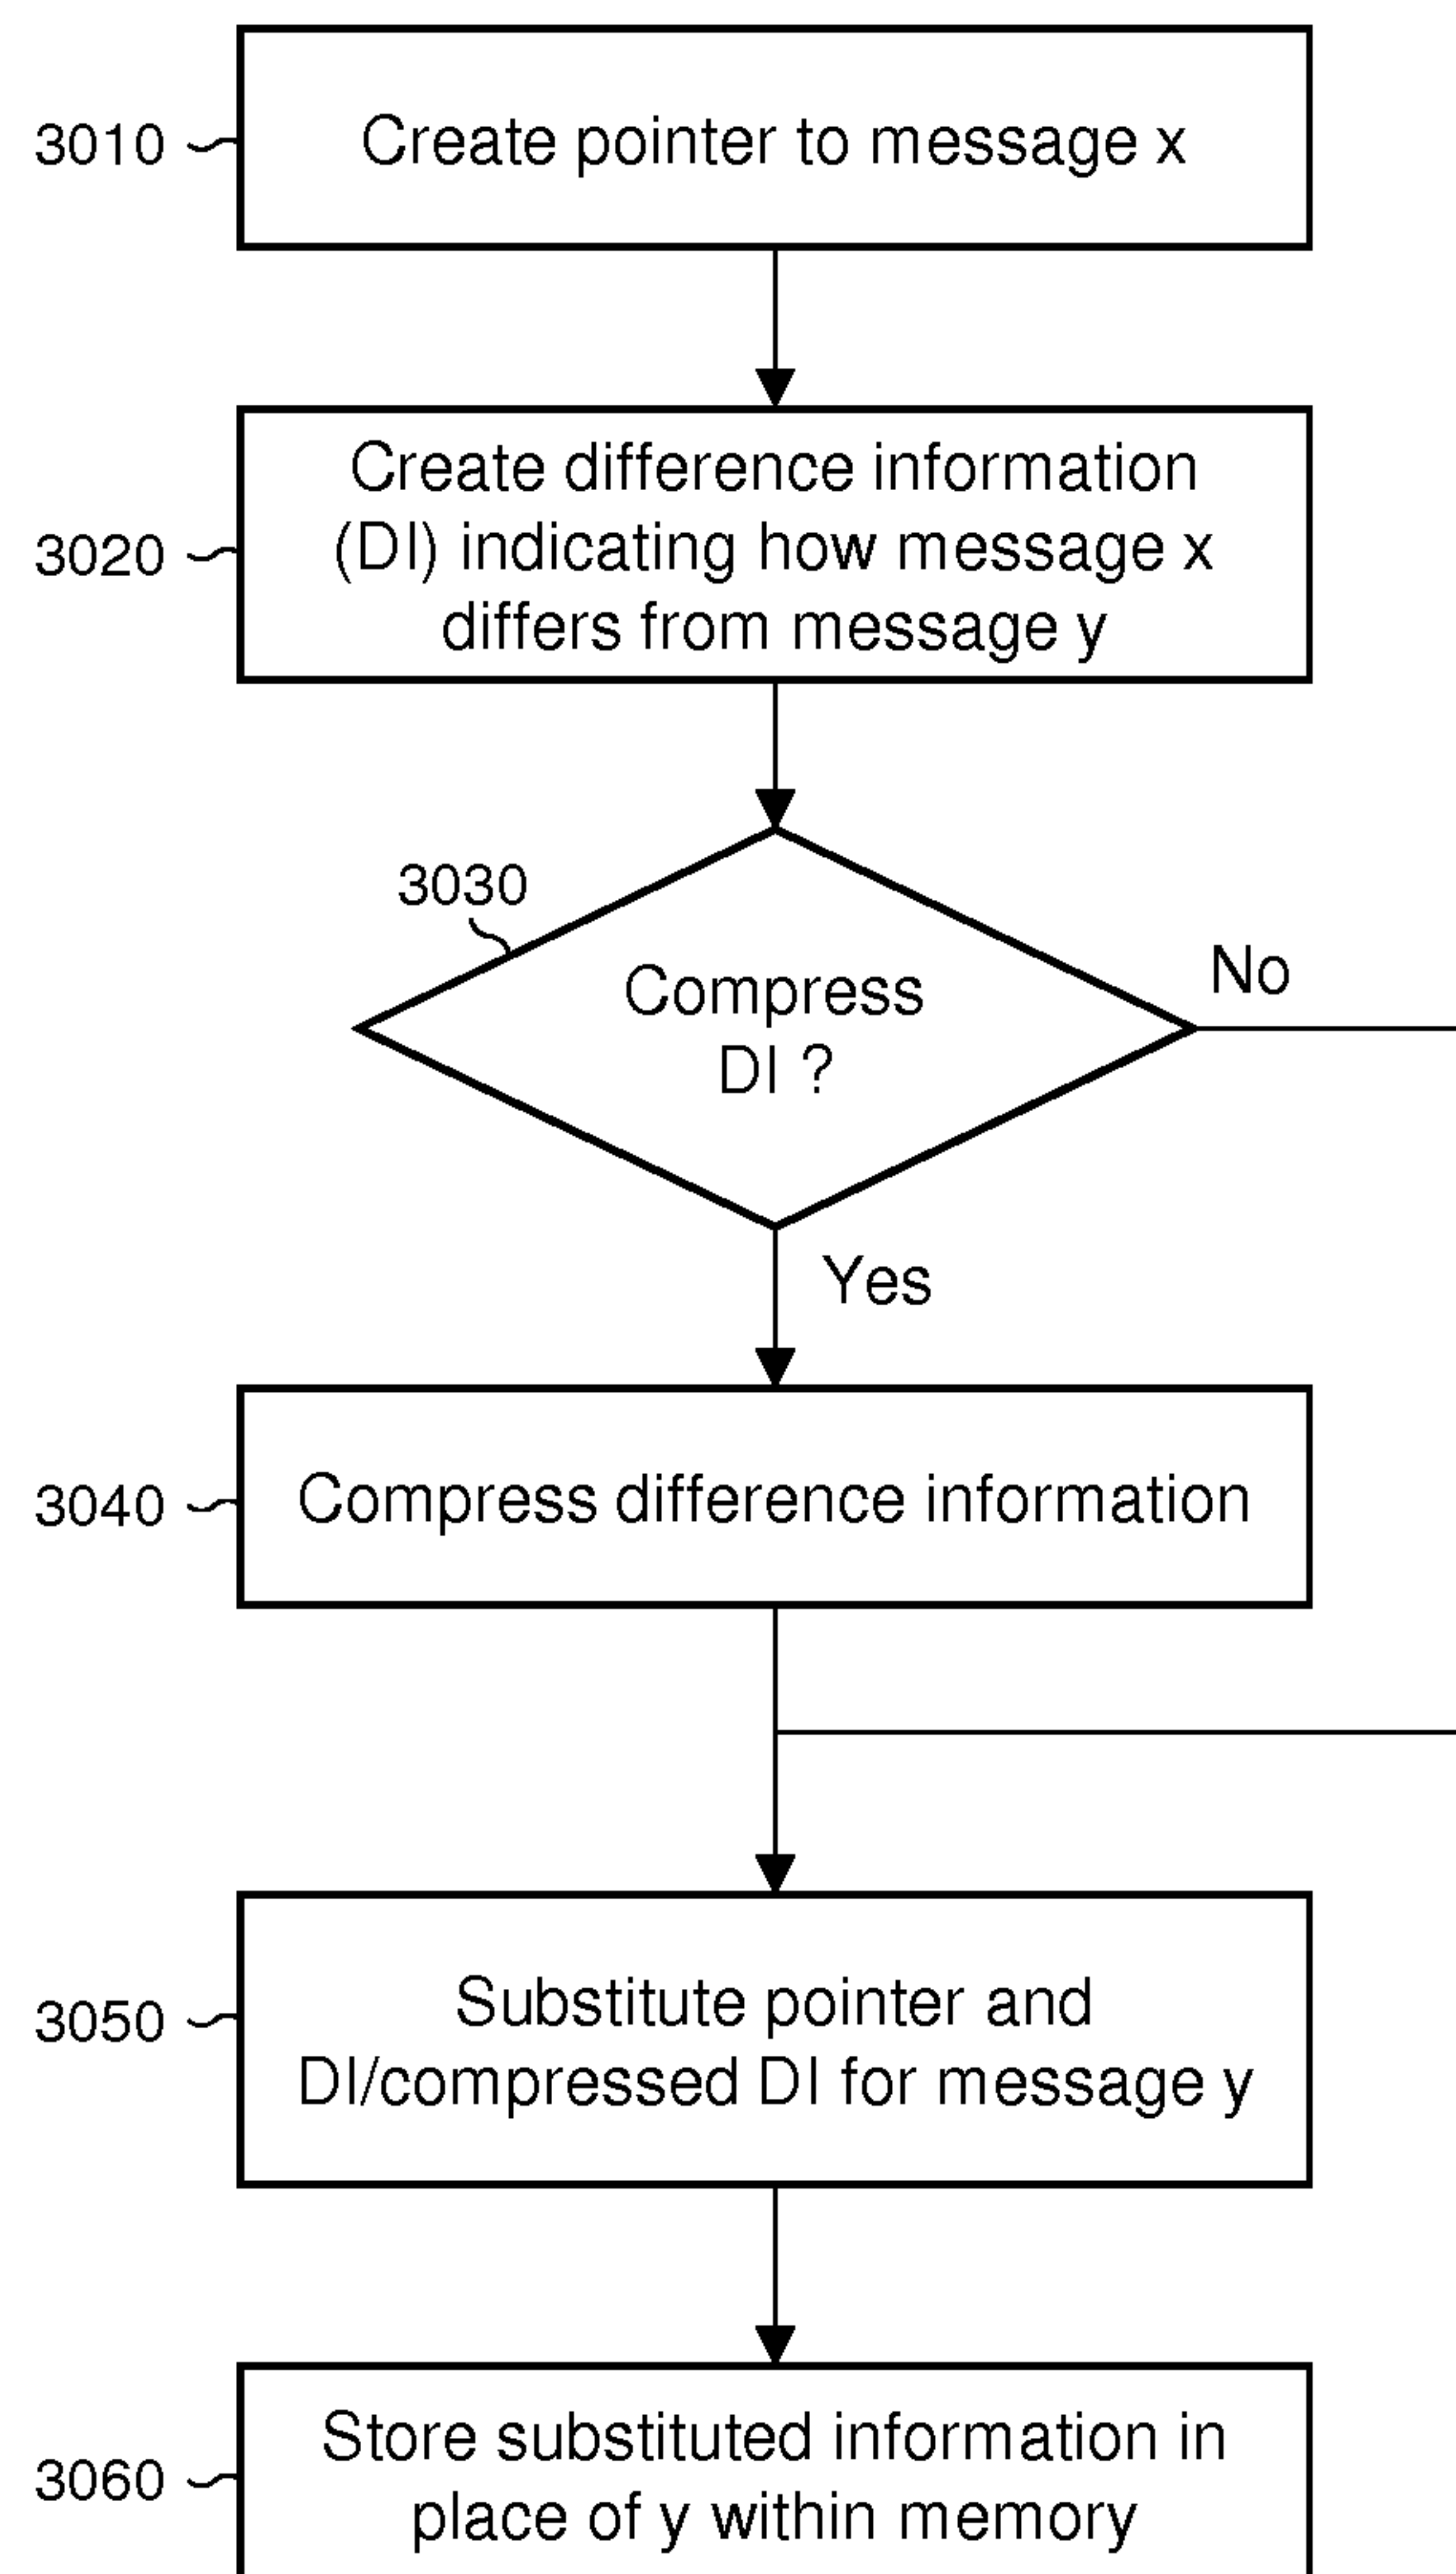 3010
Create pointer to message x
3020
Create difference information
(DI) indicating how message x
differs from message y
3030
Compress
DI ?
No
Yes
3040
Compress difference information
3050
Substitute pointer and
DI/compressed DI for message y
3060
Store substituted information in
place of y within memory